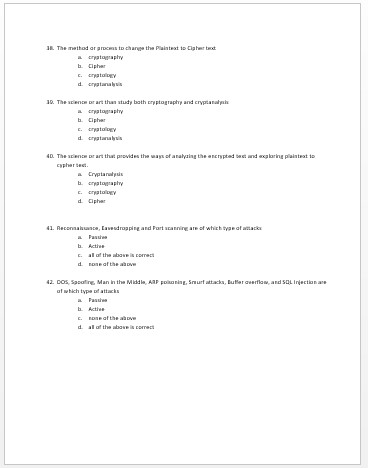 38. The method or process to change the Plaintext to Cipher text
a. cryptography
b. Cipher
c. cryptology
d. cryptanalysis
39. The science or art than study both cryptography and cryptanalysis
a. cryptography
b. Cipher
c. cryptology
d. cryptanalysis
40. The science or art that provides the ways of analyzing the encrypted text and exploring plaintext to
cypher text.
a. Cryptanalysis
b. cryptography
c. cryptology
d. Cipher
41. Reconnaissance, Eavesdropping and Port scanning are of which type of attacks
a. Passive
b. Active
c. all of the above is correct
d. none of the above
42. DOS, Spoofing, Man in the Middle, ARP poisoning, Smurf attacks, Buffer overflow, and SQL Injection are
of which type of attacks
a. Passive
b. Active
c. none of the above
d. all of the above is correct